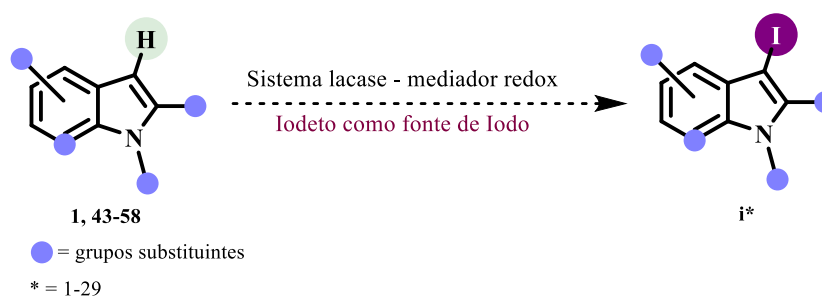 H
N
1, 43-58
Sistema lacase - mediador redox
Iodeto como fonte de Iodo
I
N
i*
= grupos substituintes
* = 1-29